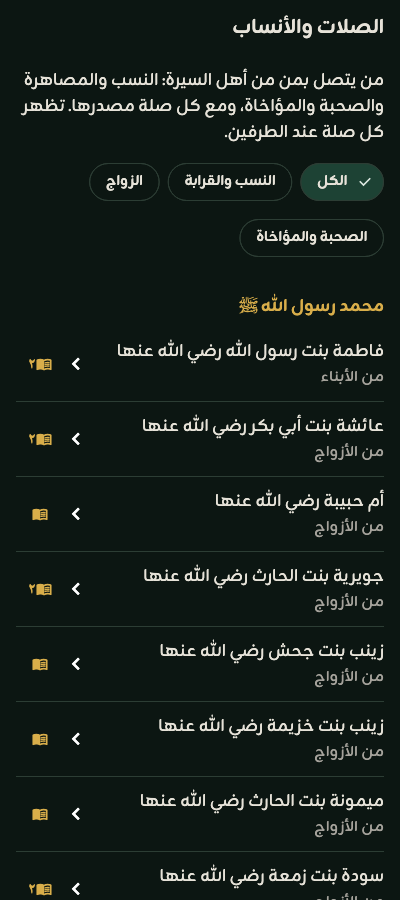 الصلات والأنساب
من يتصل بمن من أهل السيرة: النسب والمصاهرة
والصحبة والمؤاخاة، ومع كل صلة مصدرها. تظهر
كل صلة عند الطرفين.
الكل
النسب والقرابة
الزواج
الصحبة والمؤاخاة
محمد رسول الله ﷺ
فاطمة بنت رسول الله رضي الله عنها
من الأبناء
٢
عائشة بنت أبي بكر رضي الله عنها
من الأزواج
٢
أم حبيبة رضي الله عنها
من الأزواج
جويرية بنت الحارث رضي الله عنها
من الأزواج
٢
زينب بنت جحش رضي الله عنها
من الأزواج
زينب بنت خزيمة رضي الله عنها
من الأزواج
ميمونة بنت الحارث رضي الله عنها
من الأزواج
سودة بنت زمعة رضي الله عنها
٢